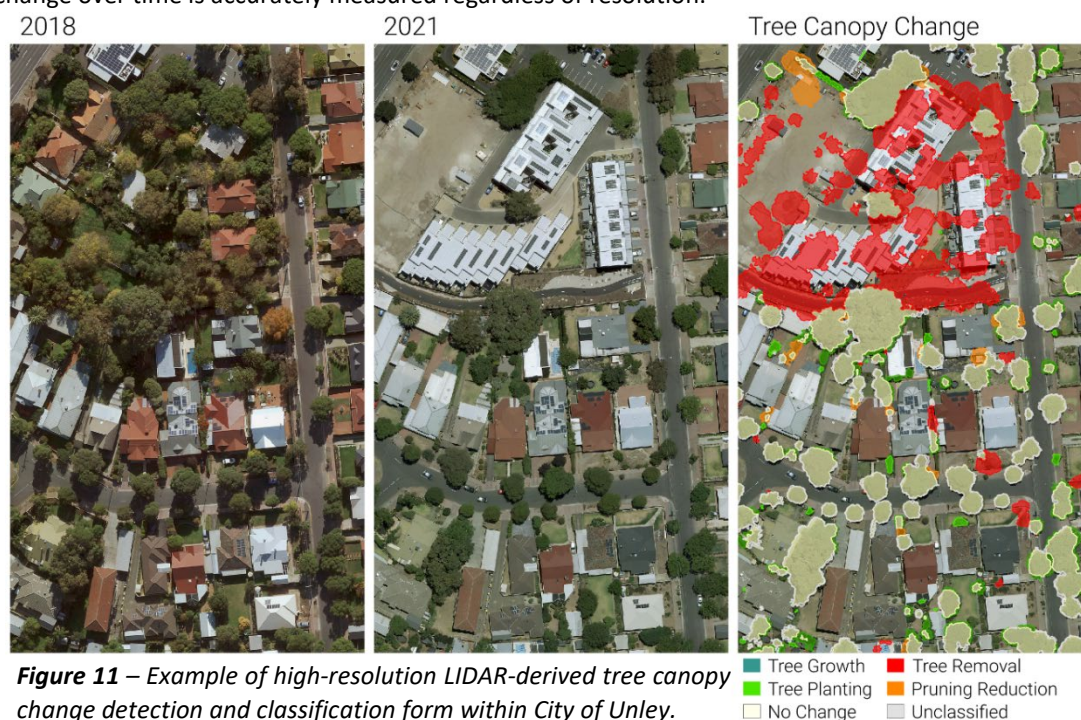 change over time is accurately measured regardless of resolution.
2018
2021
Tree Canopy Change
Figure 11 – Example of high-resolution LIDAR-derived tree canopy
change detection and classification form within City of Unley.
Tree Growth
Tree Removal
Tree Planting
Pruning Reduction
No Change
Unclassified